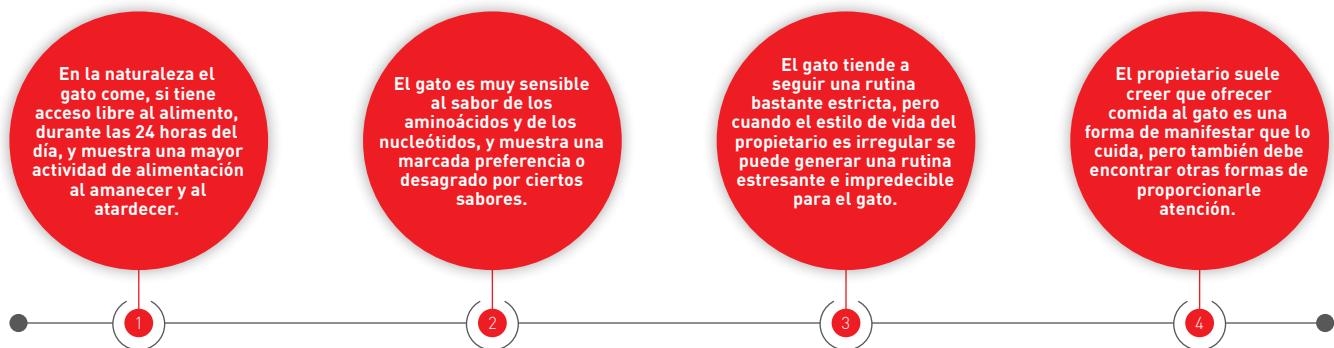 En la naturaleza el
gato come, si tiene
acceso libre al alimento,
durante las 24 horas del
día, y muestra una mayor
actividad de alimentación
al amanecer y al
atardecer.
El gato es muy sensible
al sabor de los
aminoácidos y de los
nucleótidos, y muestra una
marcada preferencia o
desagrado por ciertos
sabores.
El gato tiende a
seguir una rutina
bastante estricta, pero
cuando el estilo de vida del
propietario es irregular se
puede generar una rutina
estresante e impredecible
para el gato.
El propietario suele
creer que ofrecer
comida al gato es una
forma de manifestar que lo
cuida, pero también debe
encontrar otras formas de
proporcionarle
atención.
1
2
3
4